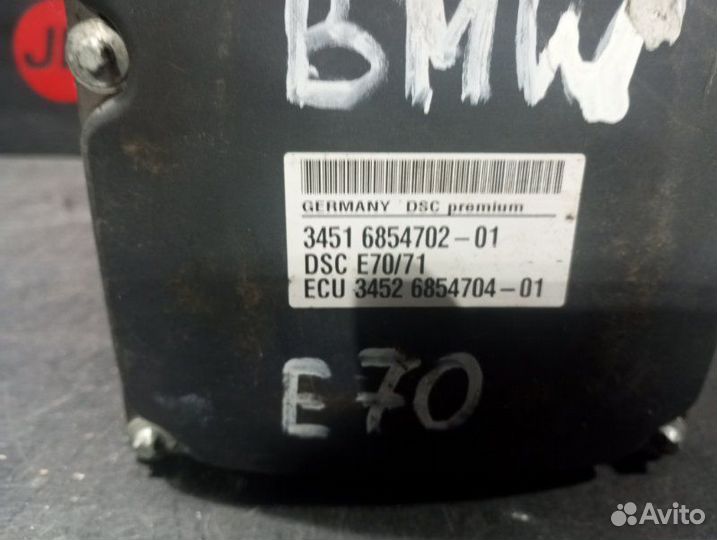 BMW
GERMANY DSC premium
3451 6854702-01
DSC E70/71
ECU 3452 6854704-01
E70
Avito